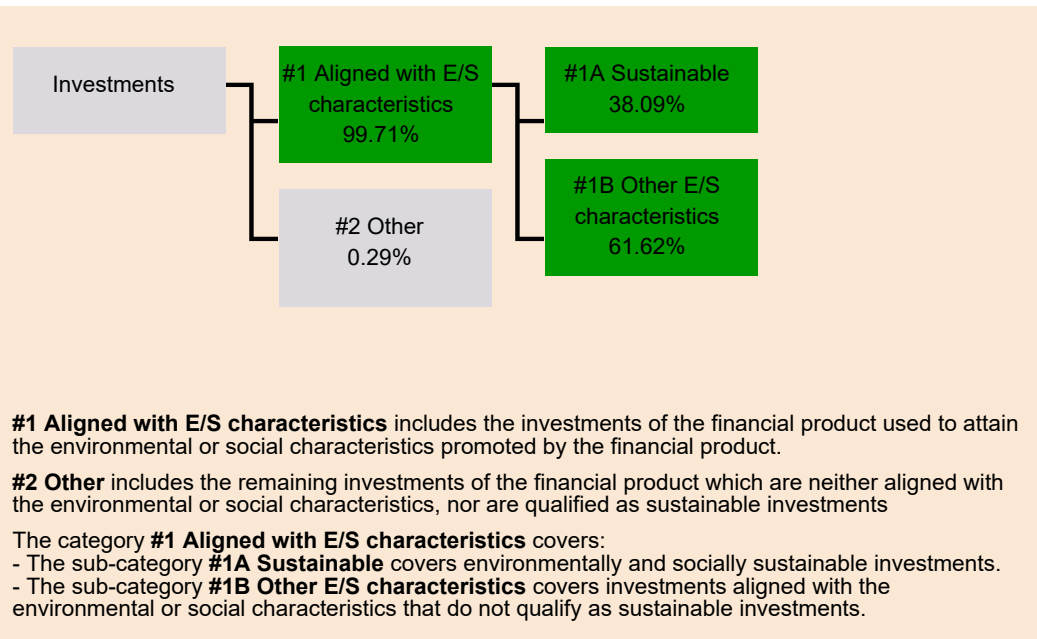 Investments
#1 Aligned with E/S
characteristics
99.71%
#1A Sustainable
38.09%
#1B Other E/S
characteristics
61.62%
#2 Other
0.29%
#1 Aligned with E/S characteristics includes the investments of the financial product used to attain
the environmental or social characteristics promoted by the financial product.
#2 Other includes the remaining investments of the financial product which are neither aligned with
the environmental or social characteristics, nor are qualified as sustainable investments
The category #1 Aligned with E/S characteristics covers:
- The sub-category #1A Sustainable covers environmentally and socially sustainable investments.
- The sub-category #1B Other E/S characteristics covers investments aligned with the
environmental or social characteristics that do not qualify as sustainable investments.